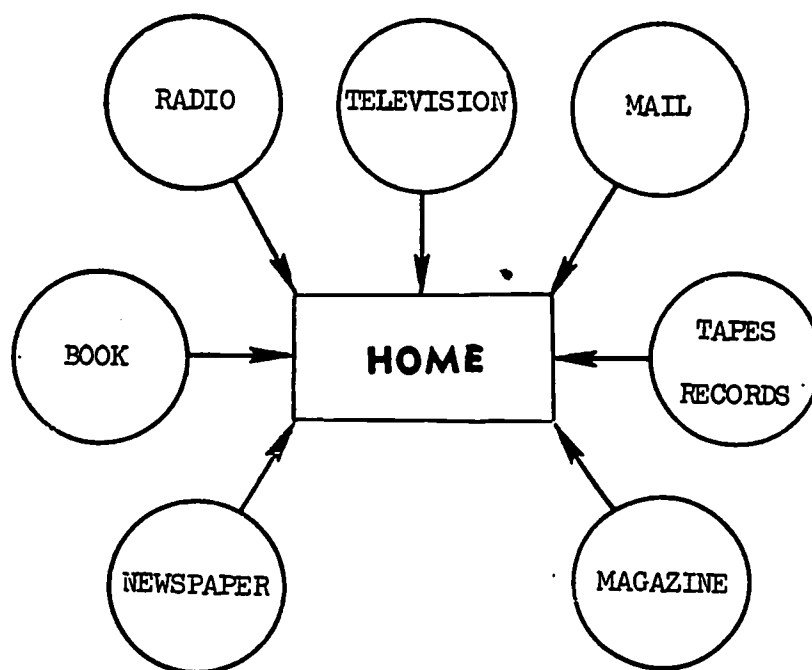 RADIO
TELEVISION
MAIL
BOOK
HOME
TAPES
RECORDS
NEWSPAPER
MAGAZINE